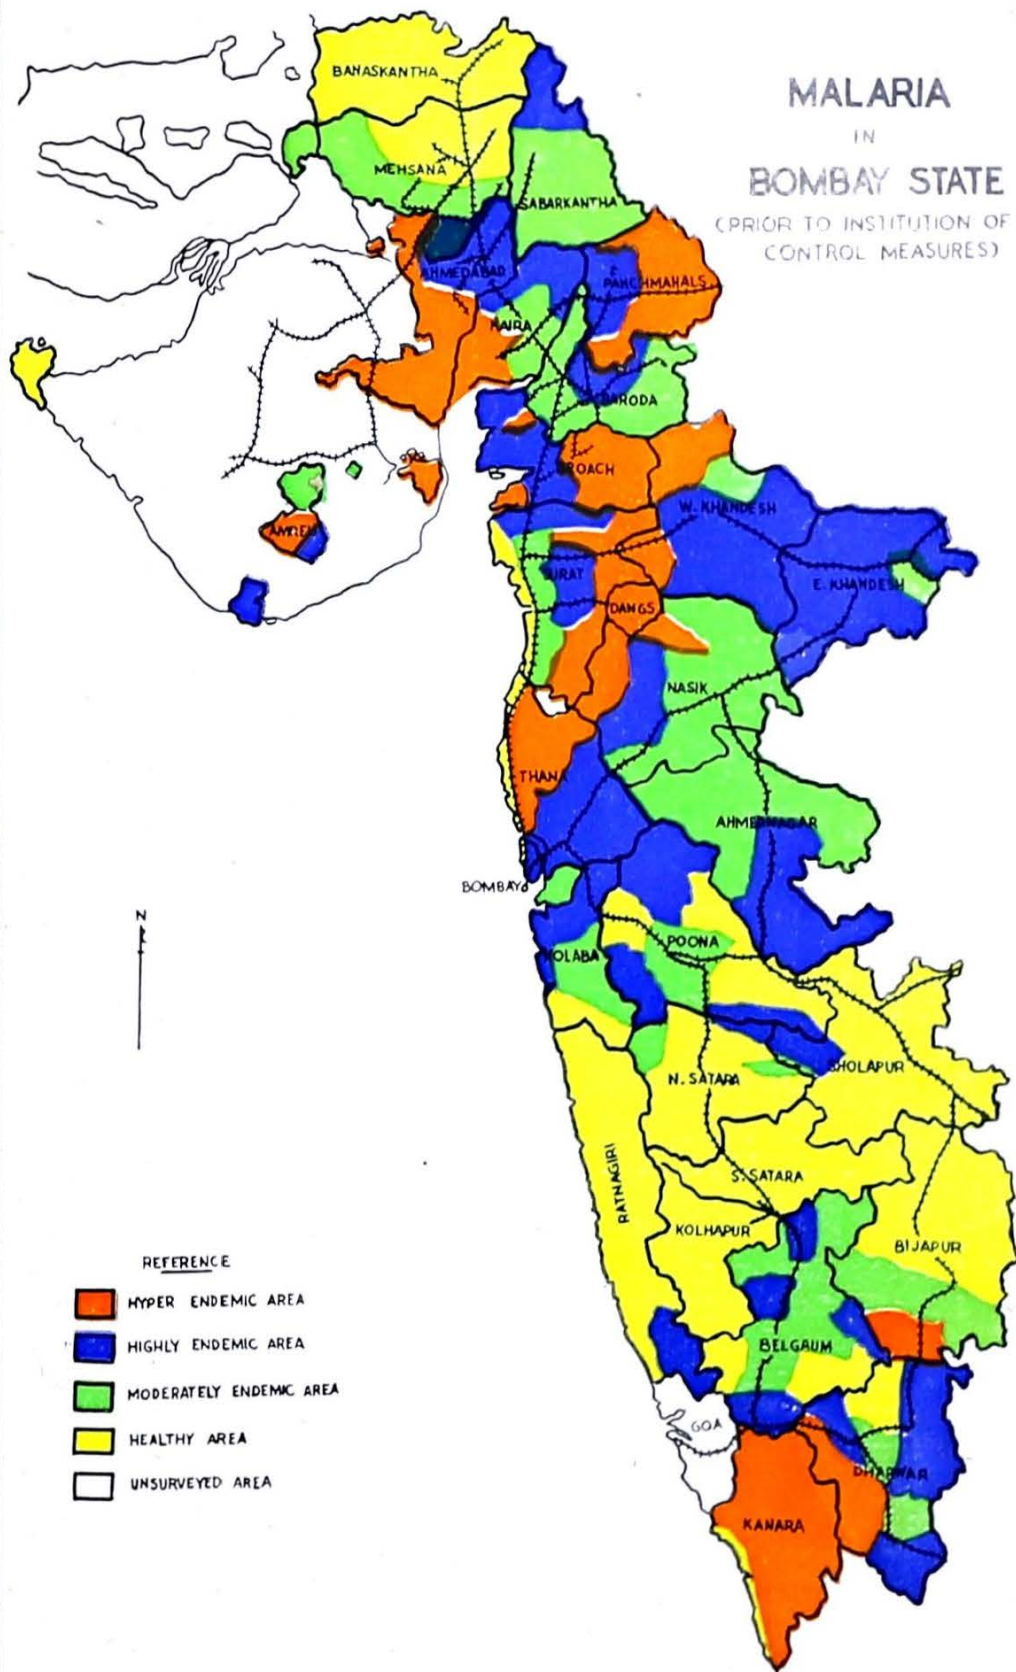 MALARIA
IN
BOMBAY STATE
(PRIOR TO INSTITUTION OF
CONTROL MEASURES)
BANASKANTHA
MEHSANA
SABARKANTHA
AHMEDABAD
PANCHMAHALS
KAIRA
BARODA
BROACH
W. KHANDESH
AMRELI
SURAT
E. KHANDESH
DANGS
NASIK
THANA
AHMEDNAGAR
BOMBAY
N
POONA
KOLABA
SHOLAPUR
N. SATARA
RATNAGIRI
S. SATARA
KOLHAPUR
BIJAPUR
BELGAUM
GOA
DHARWAR
KANARA
REFERENCE
HYPER ENDEMIC AREA
HIGHLY ENDEMIC AREA
MODERATELY ENDEMIC AREA
HEALTHY AREA
UNSURVEYED AREA